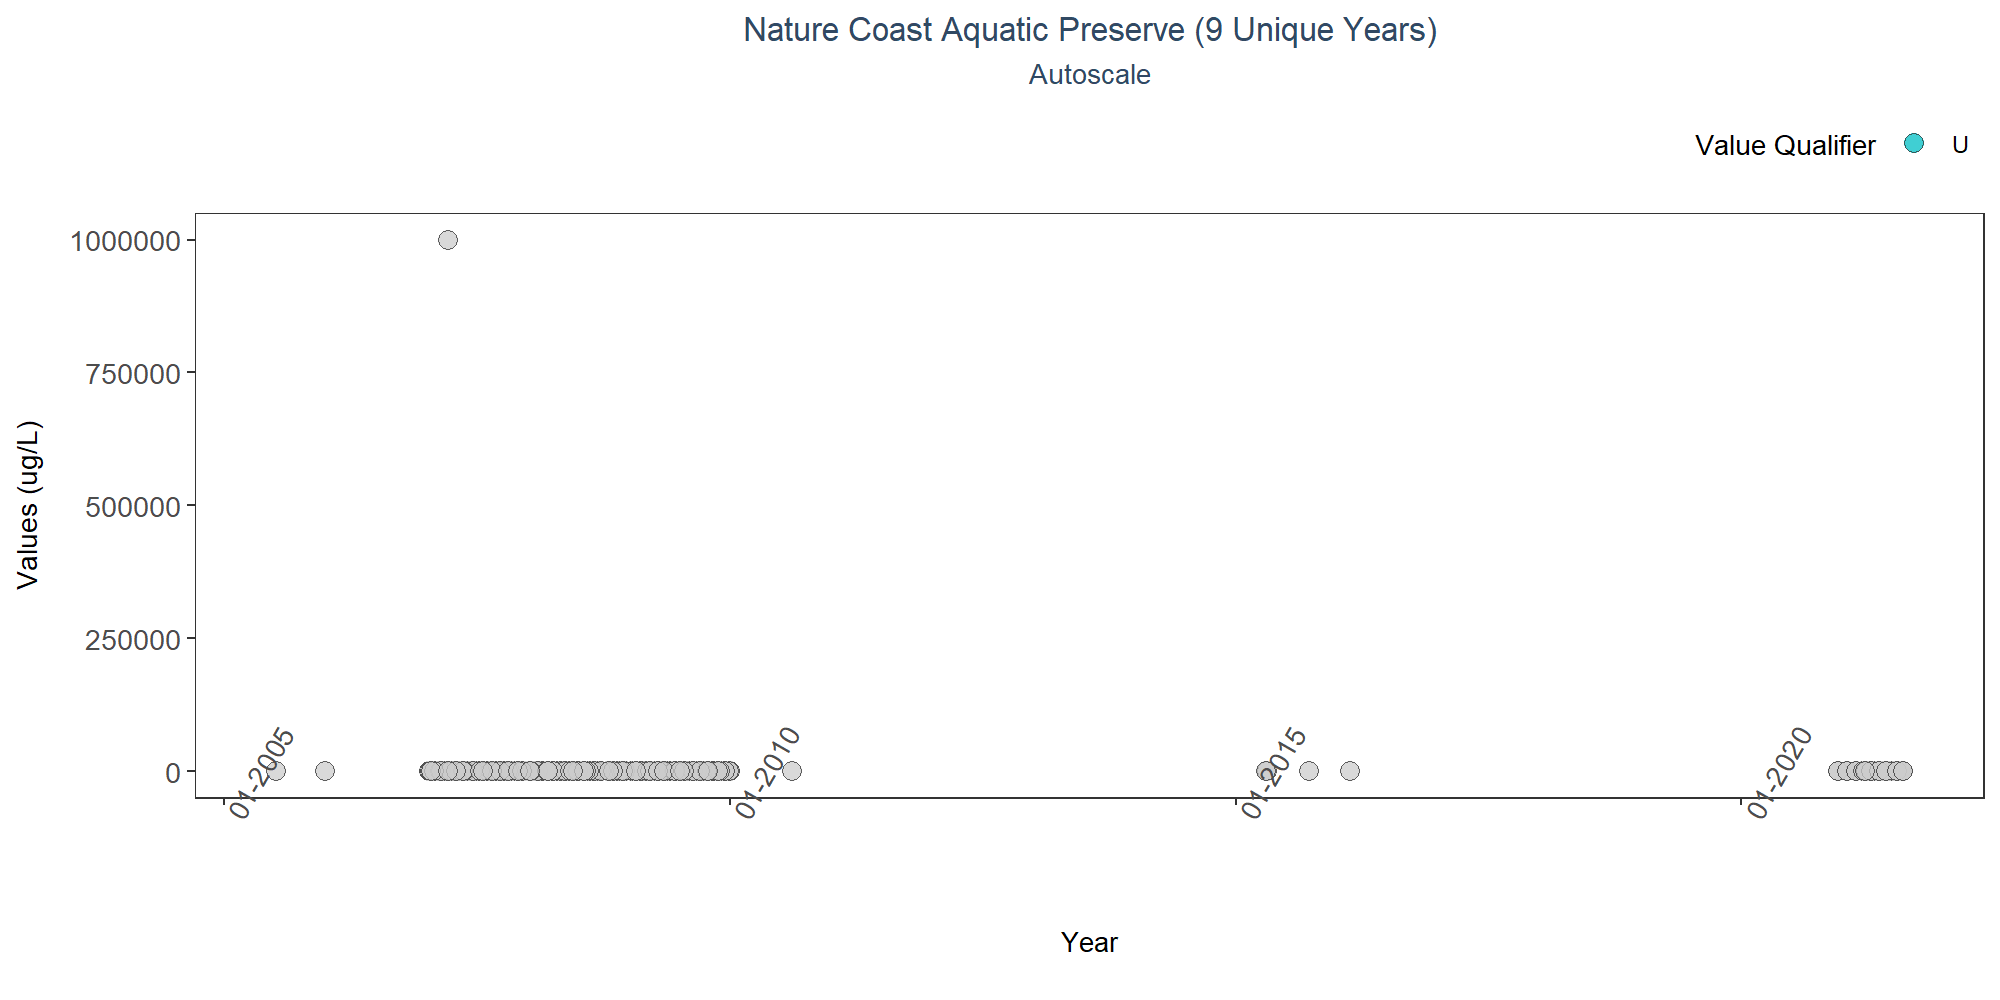 Nature Coast Aquatic Preserve (9 Unique Years)
Autoscale
Value Qualifier U
1000000
750000
500000
250000
0
Values (ug/L)
01-2005
01-2010
01-2015
01-2020
Year